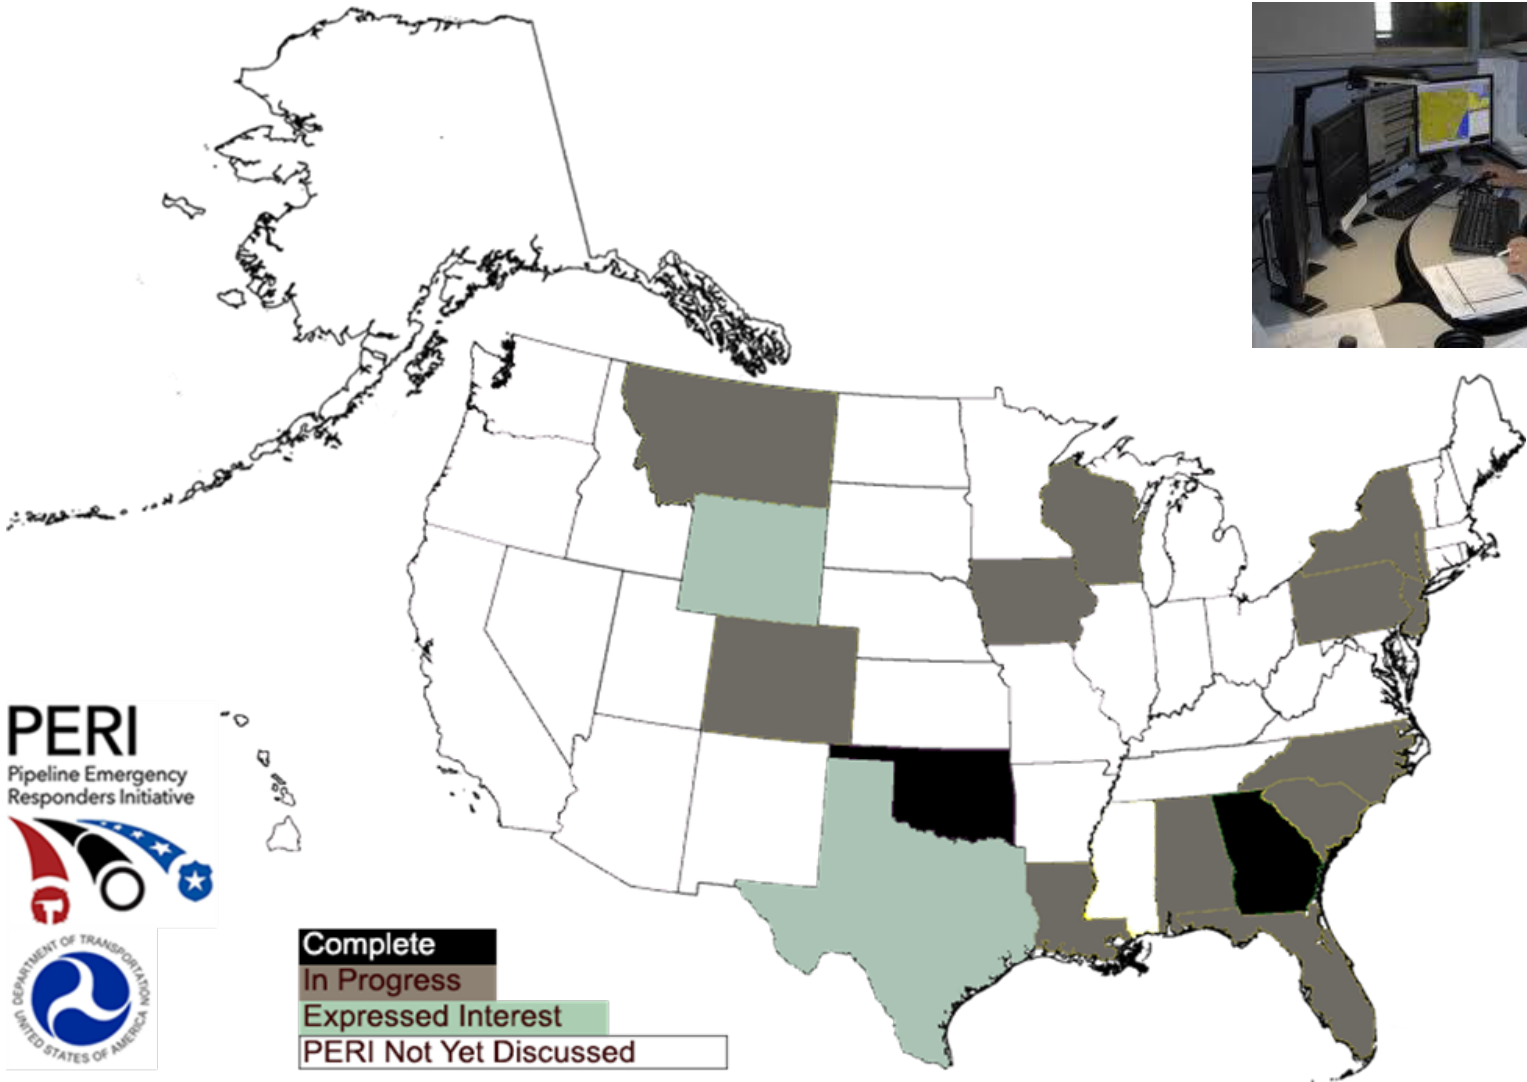 PERI
Pipeline Emergency
Responders Initiative
DEPARTMENT OF TRANSPORTATION
UNITED STATES OF AMERICA
Complete
In Progress
Expressed Interest
PERI Not Yet Discussed